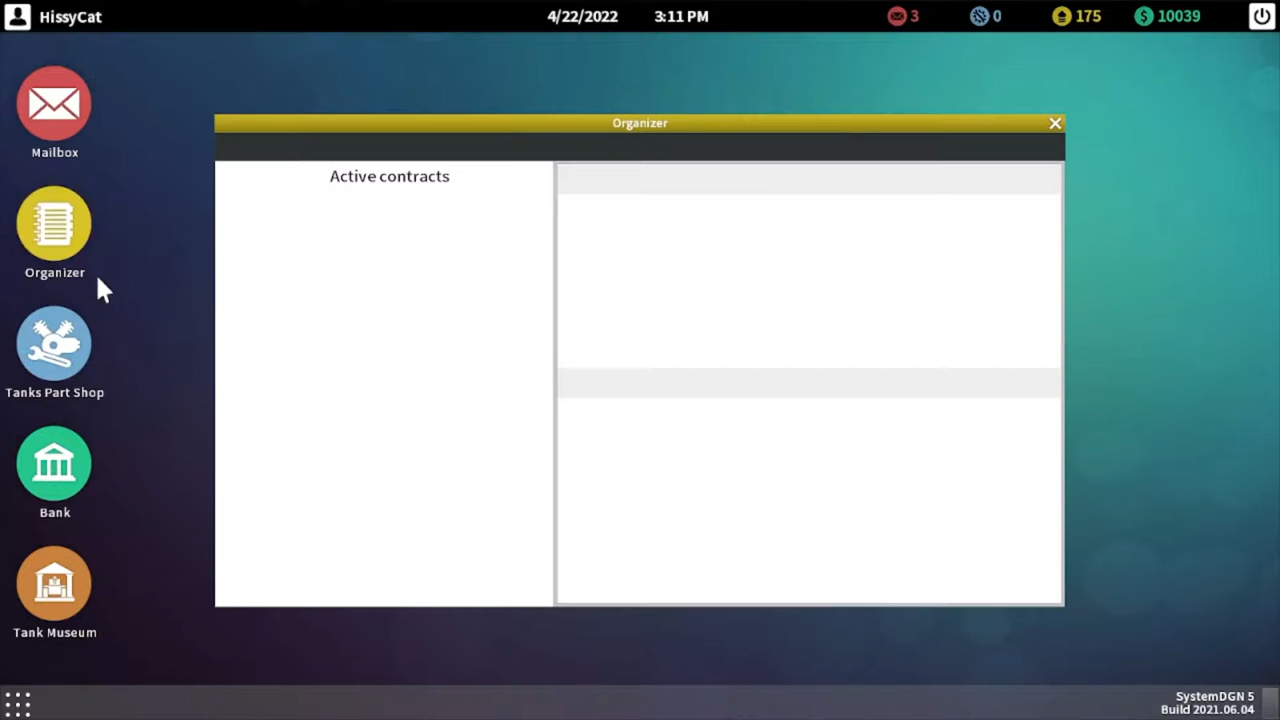 HissyCat
4/22/2022
3:11 PM
3
0
175
$ 10039
Mailbox
Organizer
Tanks Part Shop
Bank
Tank Museum
Organizer
Active contracts
SystemDGN 5
Build 2021.06.04